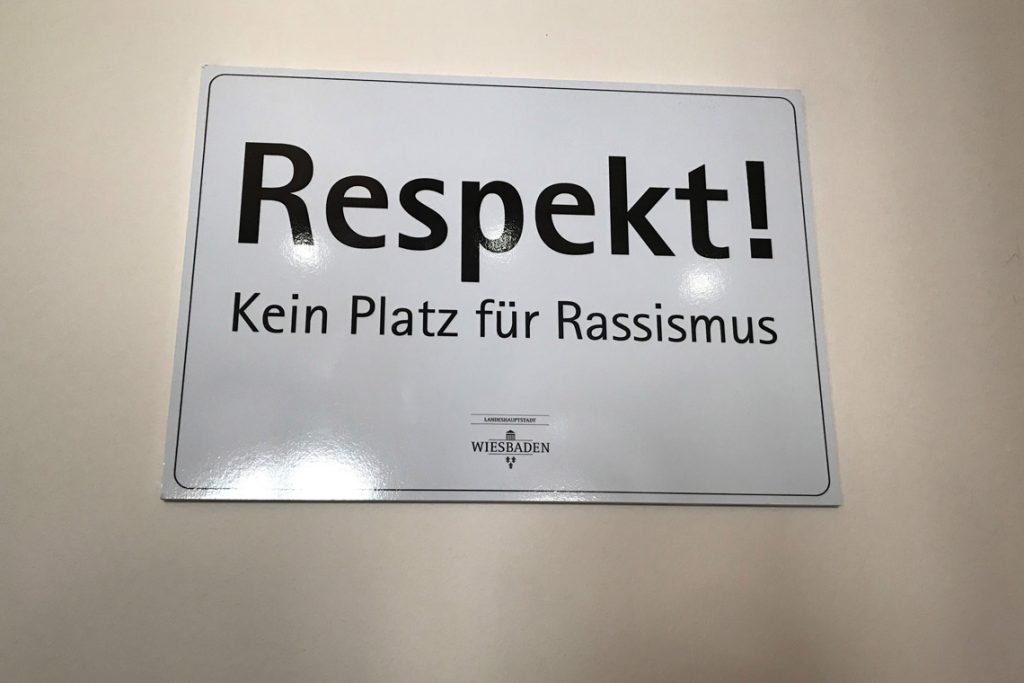 Respekt!
Kein Platz für Rassismus
LANDESHAUPTSTADT
WIESBADEN